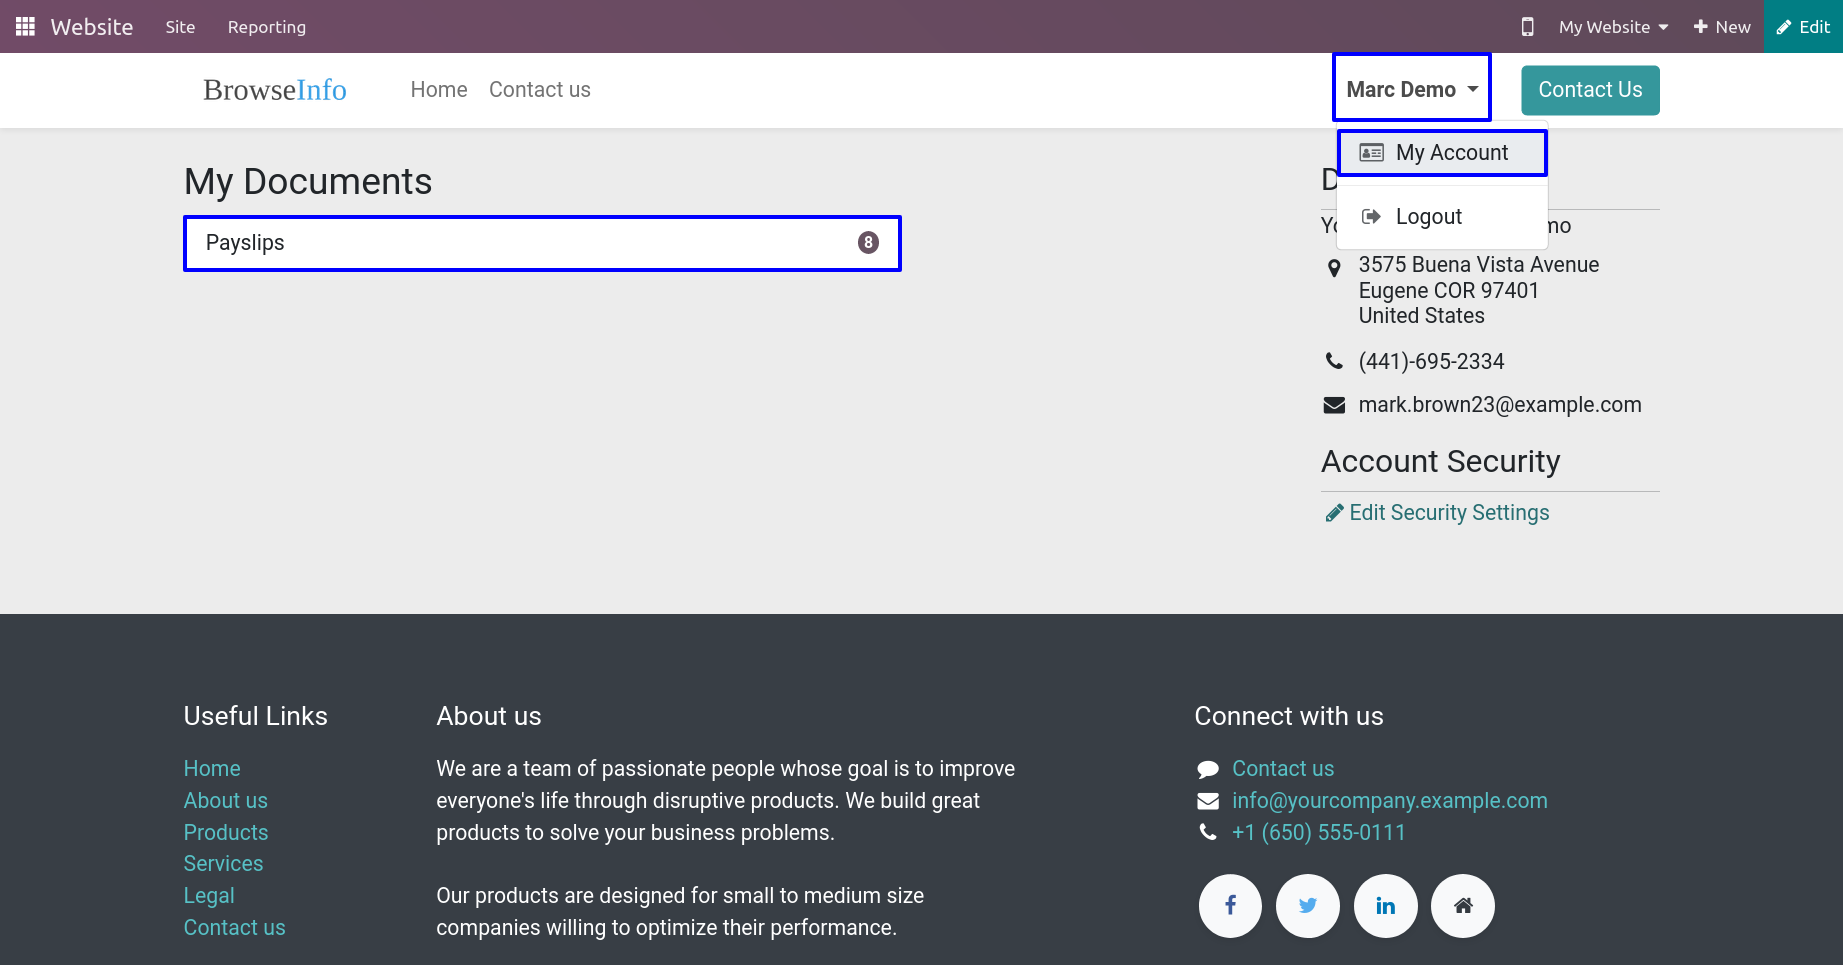 Website
Site
Reporting
My Website
New
Edit
BrowseInfo
Home
Contact us
Marc Demo
Contact Us
My Account
Logout
My Documents
Payslips
8
3575 Buena Vista Avenue
Eugene COR 97401
United States
(441)-695-2334
mark.brown23@example.com
Account Security
Edit Security Settings
Useful Links
Home
About us
Products
Services
Legal
Contact us
About us
We are a team of passionate people whose goal is to improve
everyone's life through disruptive products. We build great
products to solve your business problems.
Our products are designed for small to medium size
companies willing to optimize their performance.
Connect with us
Contact us
info@yourcompany.example.com
+1 (650) 555-0111